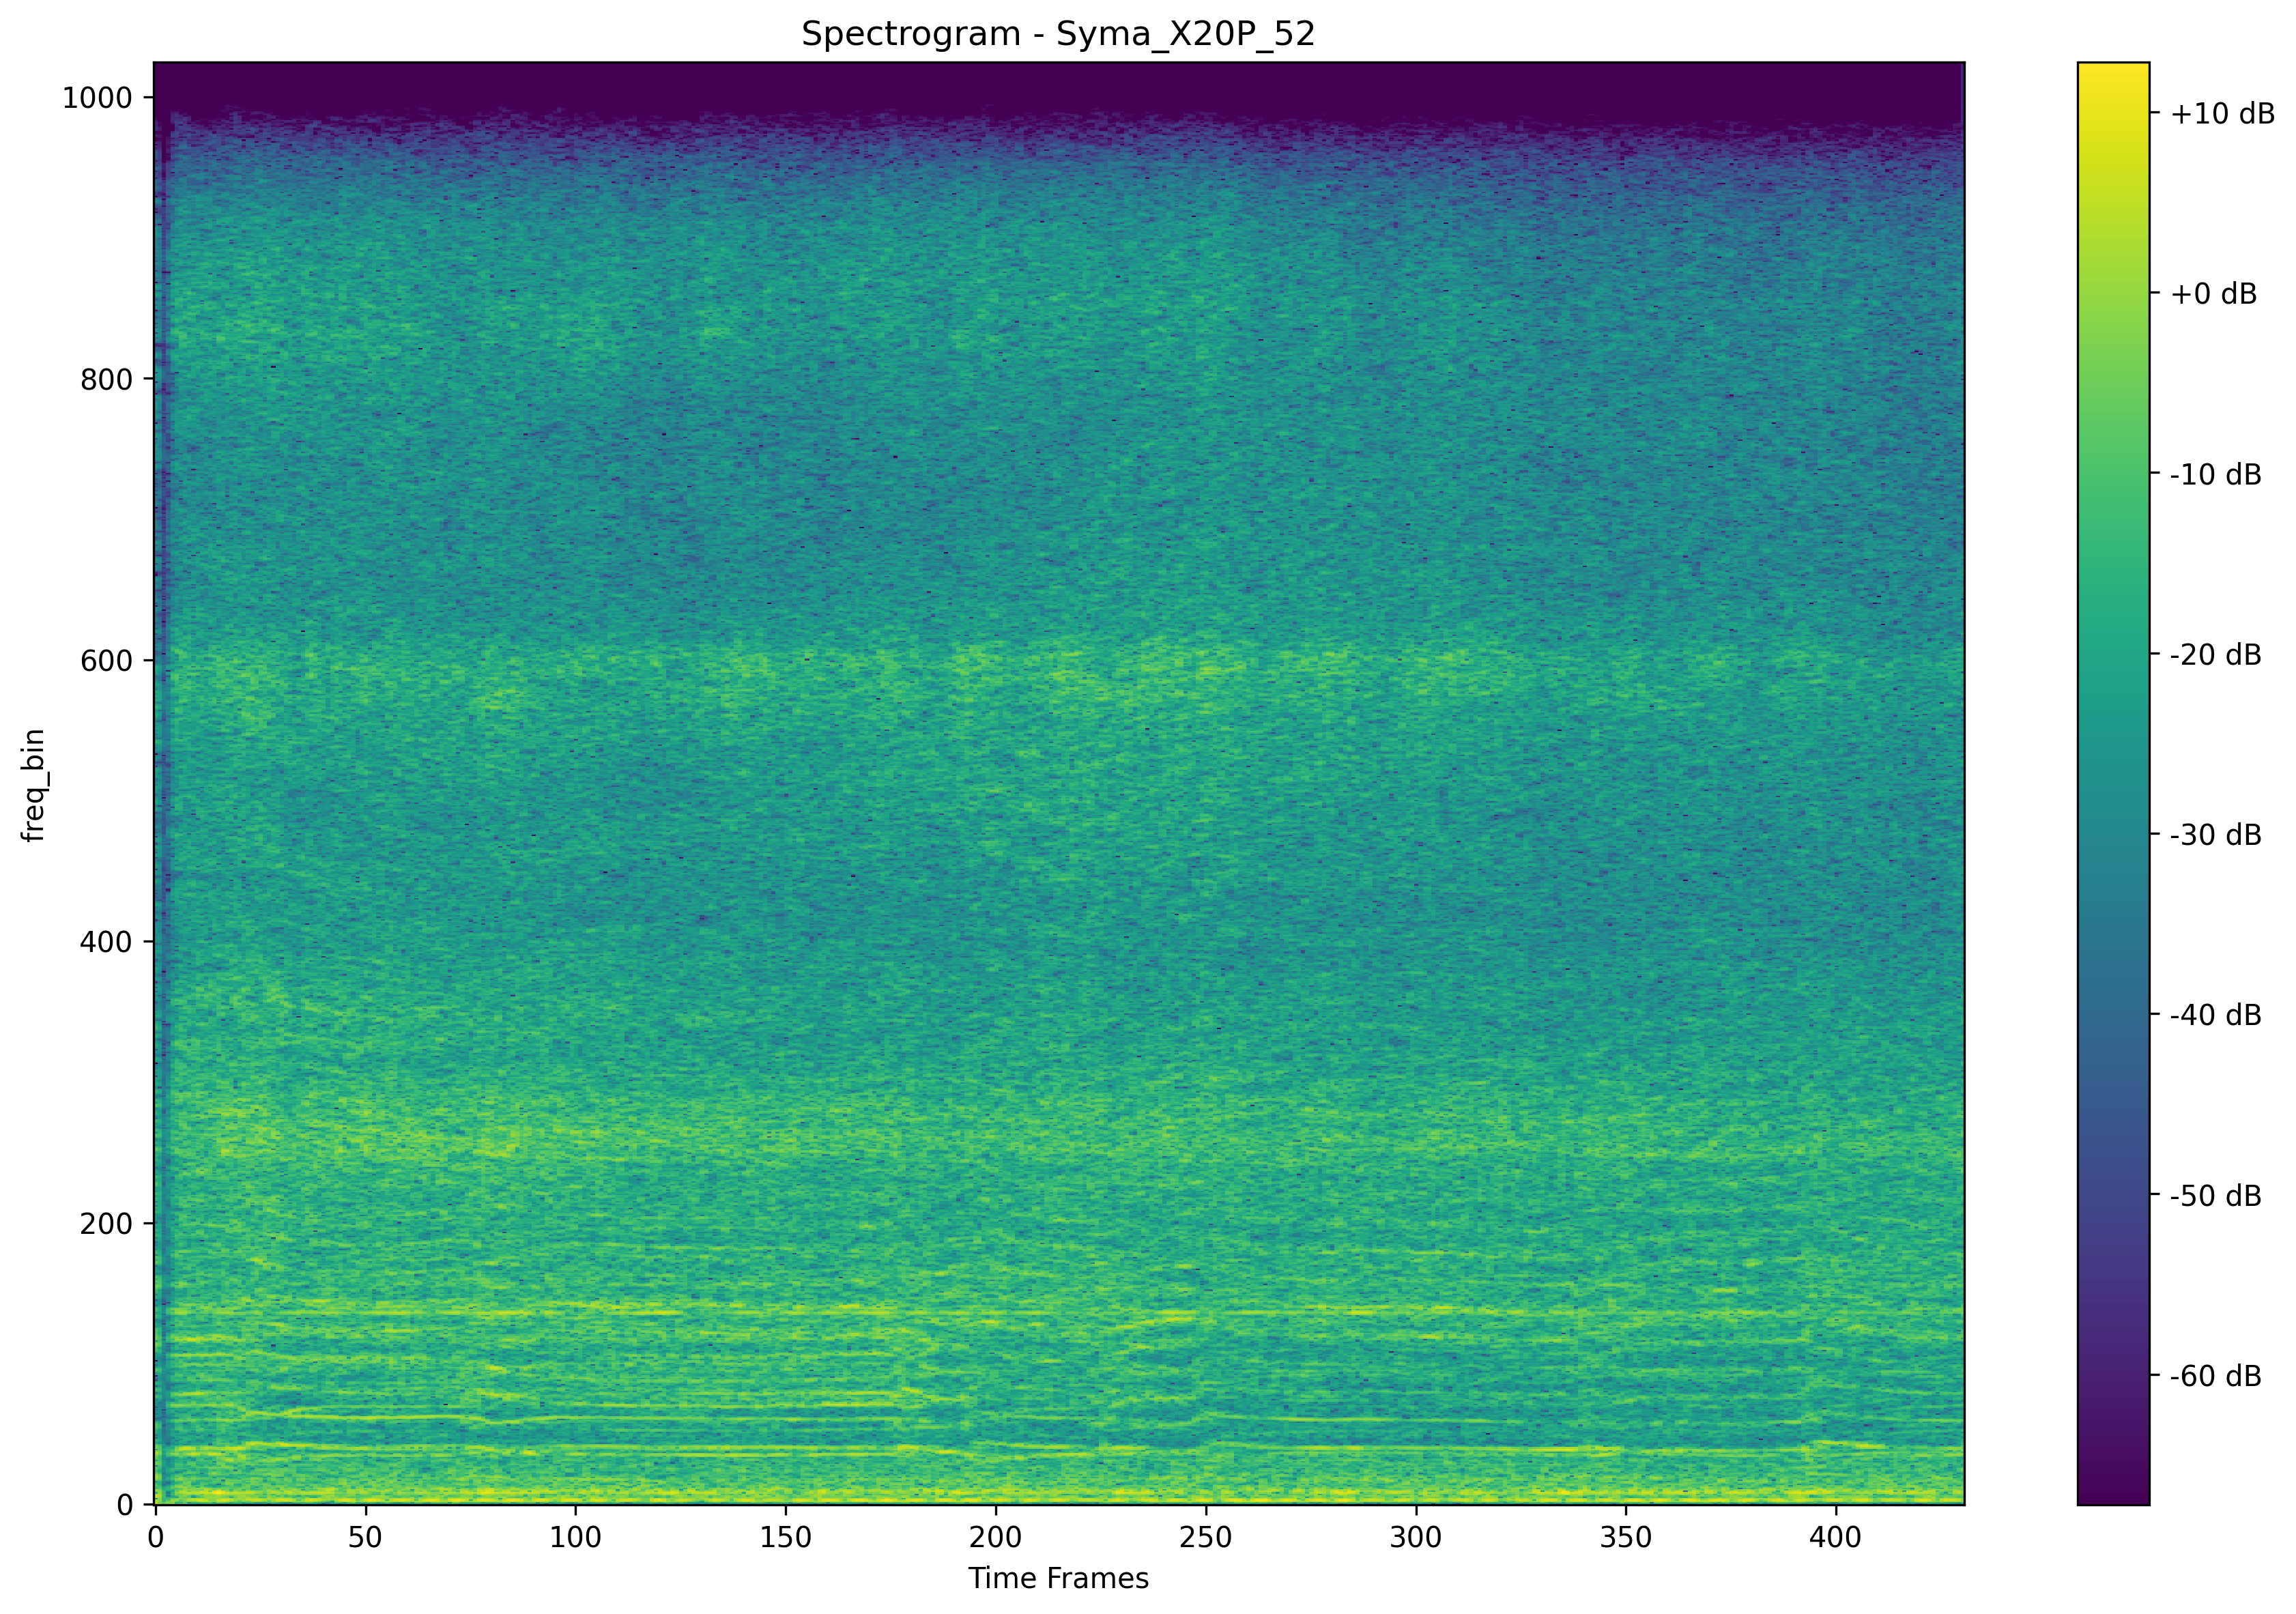 Spectrogram - Syma_X20P_52
1000
800
600
400
200
0
freq_bin
0 50 100 150 200 250 300 350 400
Time Frames
+10 dB
+0 dB
-10 dB
-20 dB
-30 dB
-40 dB
-50 dB
-60 dB